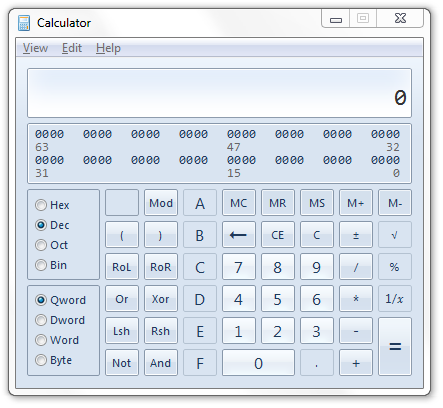 Calculator
View Edit Help
0
0000 0000 0000 0000 0000 0000 0000 0000
63 47 32
0000 0000 0000 0000 0000 0000 0000 0000
31 15 0
Hex Mod A MC MR MS M+ M-
Dec ( ) B ← CE C ± √
Oct
Bin RoL RoR C 7 8 9 / %
Qword Or Xor D 4 5 6 * 1/x
Dword
Word Lsh Rsh E 1 2 3 - =
Byte Not And F 0 . +